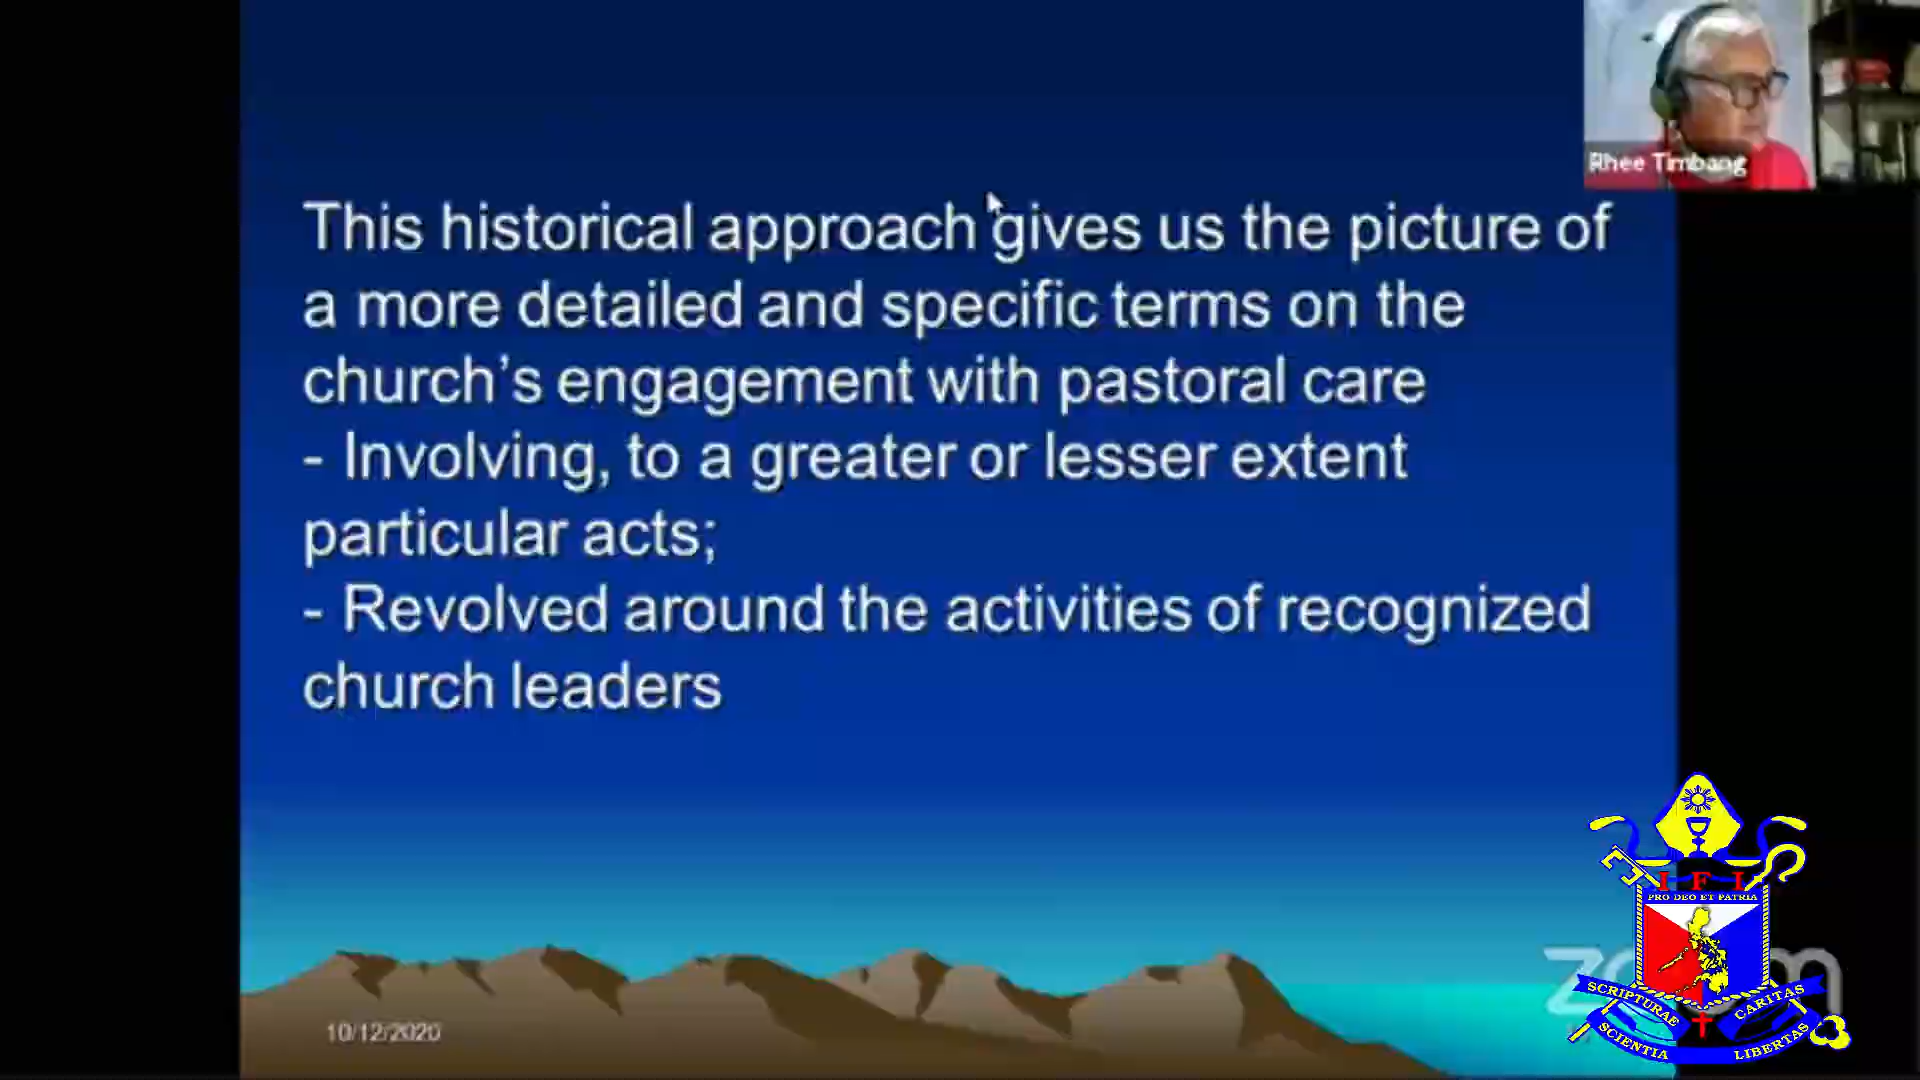 Rhee Timbang
This historical approach gives us the picture of
a more detailed and specific terms on the
church’s engagement with pastoral care
- Involving, to a greater or lesser extent
particular acts;
- Revolved around the activities of recognized
church leaders
10/12/2020
zoom
I F I
PRO DEO ET PATRIA
SCRIPTURAE
CARITAS
SCIENTIA
LIBERTAS